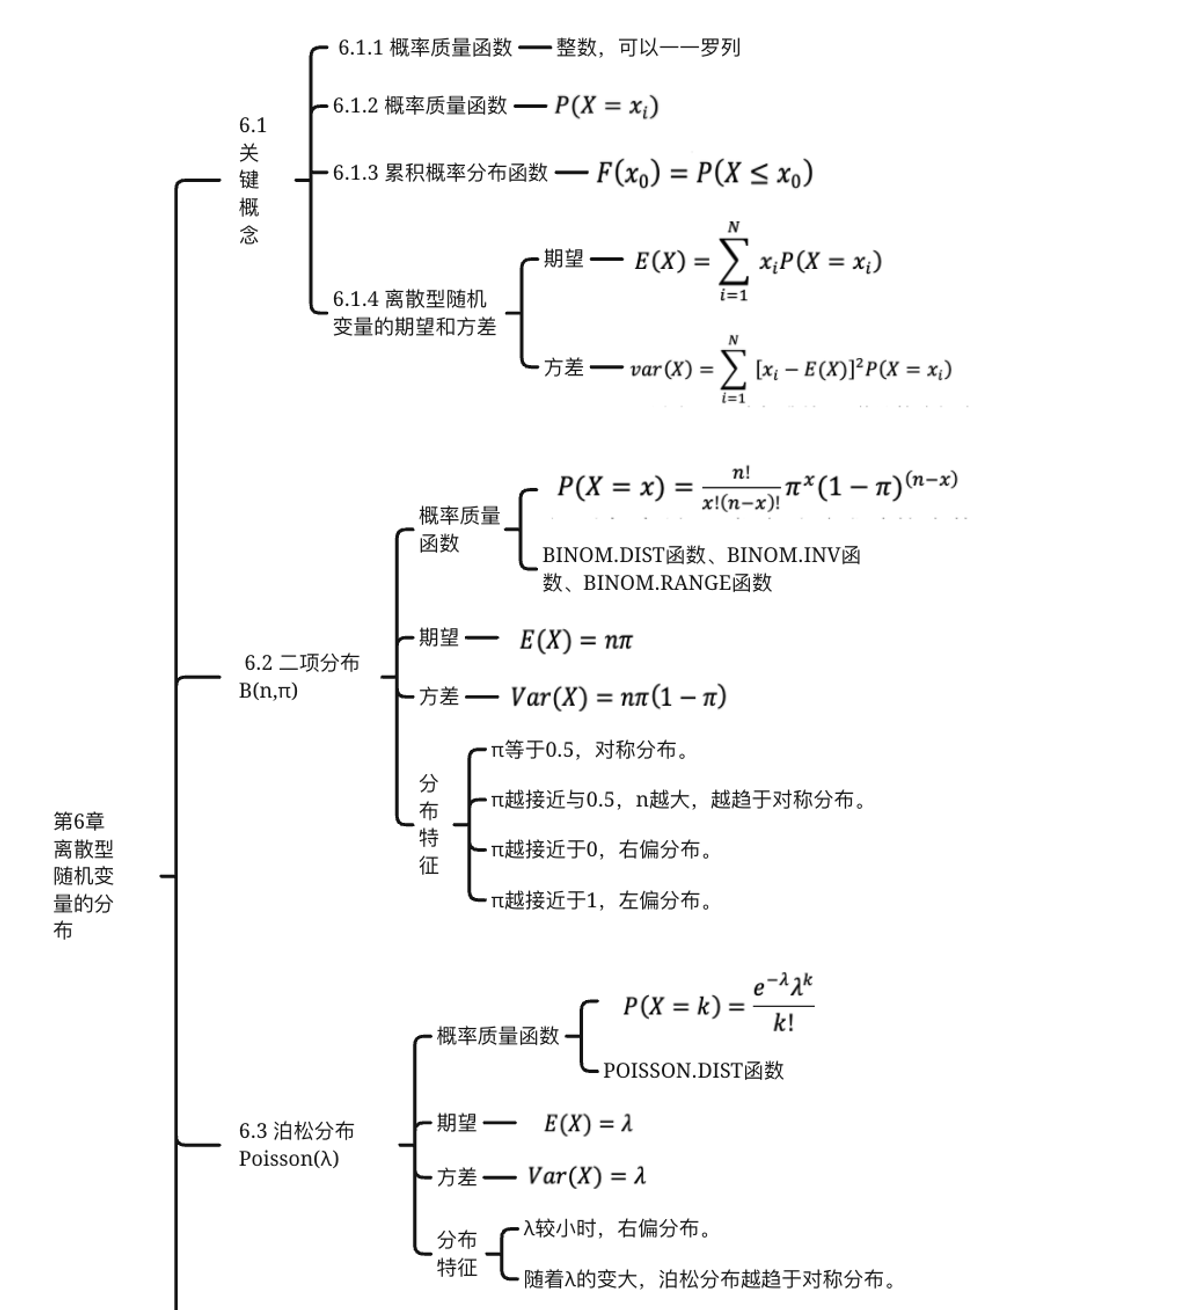 第6章
离散型
随机变
量的分
布
6.1
关
键
概
念
6.1.1 概率质量函数
整数，可以一一罗列
6.1.2 概率质量函数
P(X = xᵢ)
6.1.3 累积概率分布函数
F(x₀) = P(X ≤ x₀)
6.1.4 离散型随机
变量的期望和方差
期望
E(X) = ∑_{i=1}^{N} xᵢP(X = xᵢ)
方差
var(X) = ∑_{i=1}^{N} [xᵢ − E(X)]²P(X = xᵢ)
6.2 二项分布
B(n,π)
概率质量
函数
P(X = x) = n!/(x!(n−x)!) πˣ(1 − π)⁽ⁿ⁻ˣ⁾
BINOM.DIST函数、BINOM.INV函
数、BINOM.RANGE函数
期望
E(X) = nπ
方差
Var(X) = nπ(1 − π)
分
布
特
征
π等于0.5，对称分布。
π越接近与0.5，n越大，越趋于对称分布。
π越接近于0，右偏分布。
π越接近于1，左偏分布。
6.3 泊松分布
Poisson(λ)
概率质量函数
P(X = k) = e^{−λ}λᵏ/k!
POISSON.DIST函数
期望
E(X) = λ
方差
Var(X) = λ
分布
特征
λ较小时，右偏分布。
随着λ的变大，泊松分布越趋于对称分布。